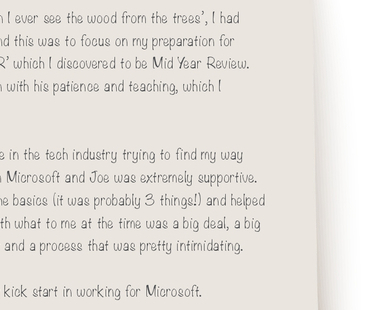 I ever see the wood from the trees', I had
this was to focus on my preparation for
which I discovered to be Mid Year Review.
with his patience and teaching, which I
in the tech industry trying to find my way
Microsoft and Joe was extremely supportive.
basics (it was probably 3 things!) and helped
what to me at the time was a big deal, a big
and a process that was pretty intimidating.
kick start in working for Microsoft.